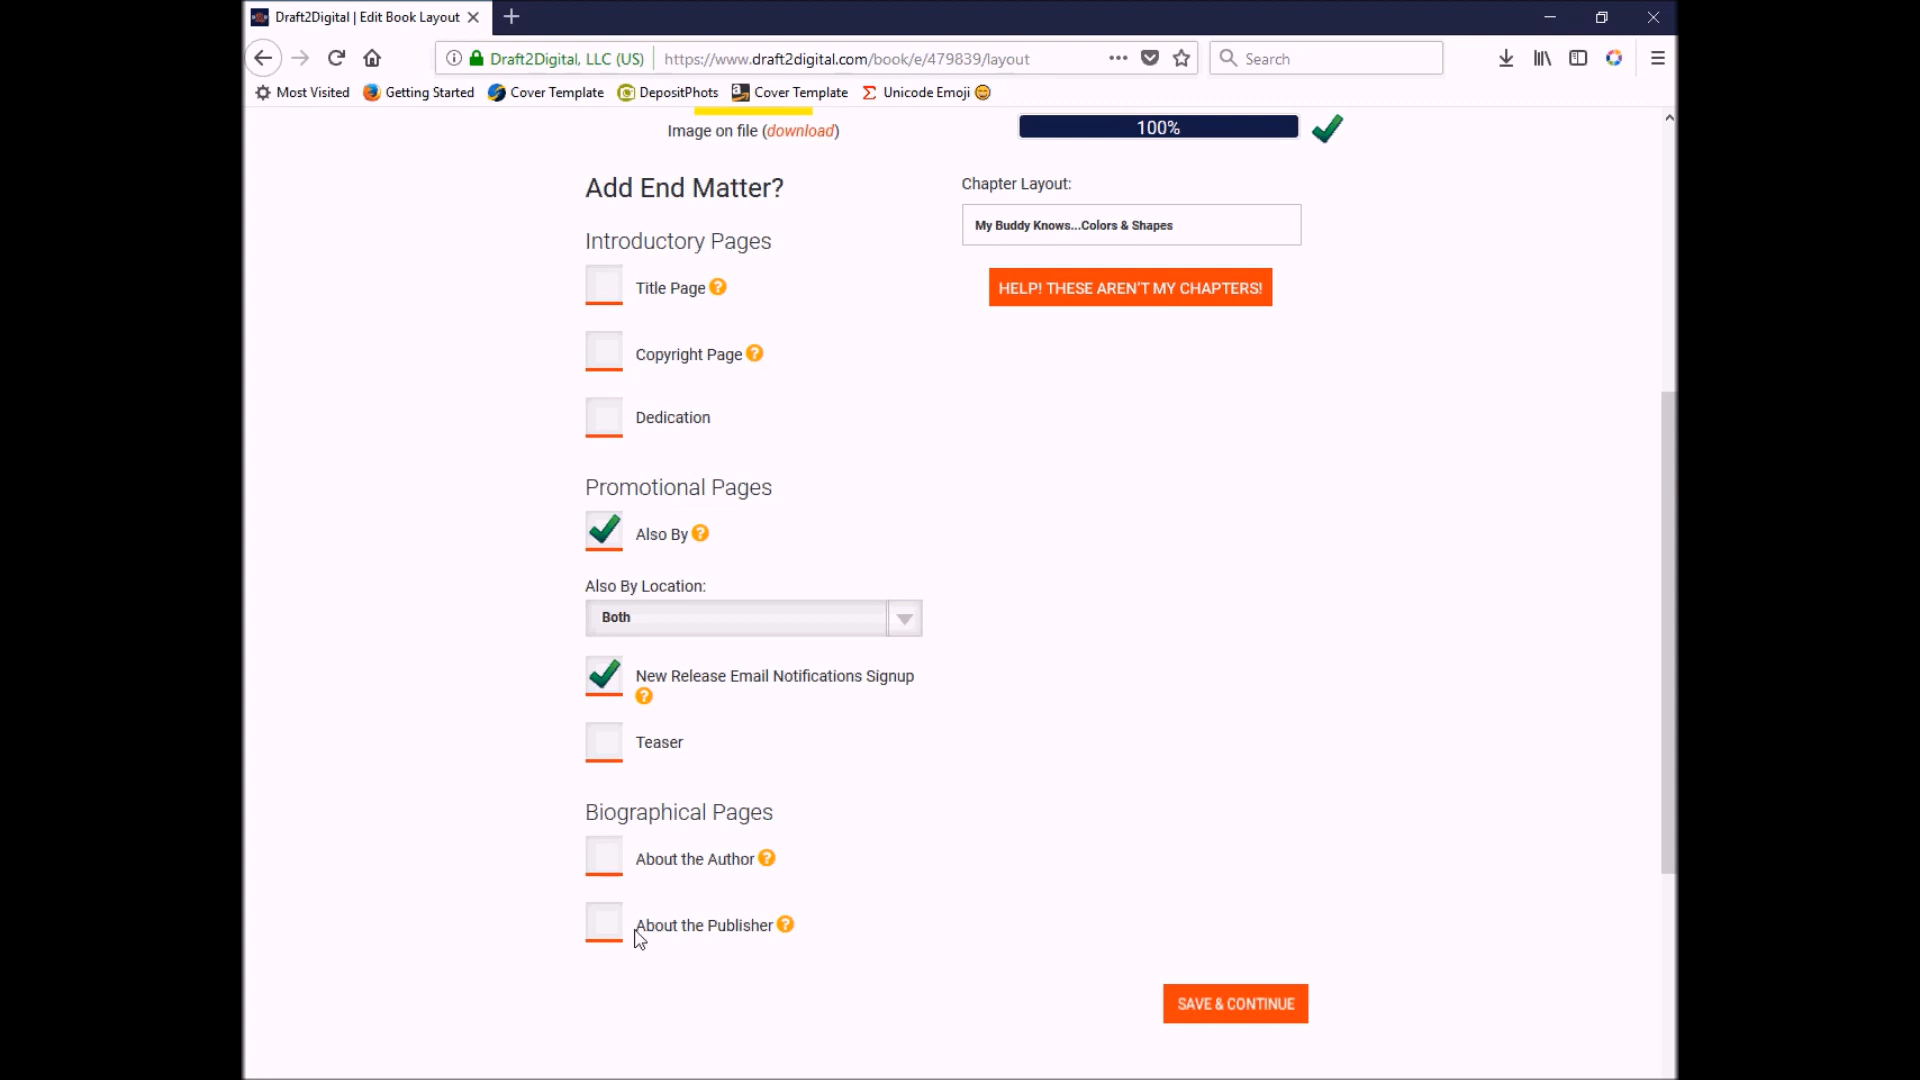 Draft2Digital | Edit Book Layout
Draft2Digital, LLC (US)
https://www.draft2digital.com/book/e/479839/layout
Search
Most Visited
Getting Started
Cover Template
DepositPhots
Cover Template
Unicode Emoji
Image on file (download)
100%
Add End Matter?
Chapter Layout:
My Buddy Knows...Colors & Shapes
Introductory Pages
Title Page ?
HELP! THESE AREN'T MY CHAPTERS!
Copyright Page ?
Dedication
Promotional Pages
Also By ?
Also By Location:
Both
New Release Email Notifications Signup
?
Teaser
Biographical Pages
About the Author ?
About the Publisher ?
SAVE & CONTINUE